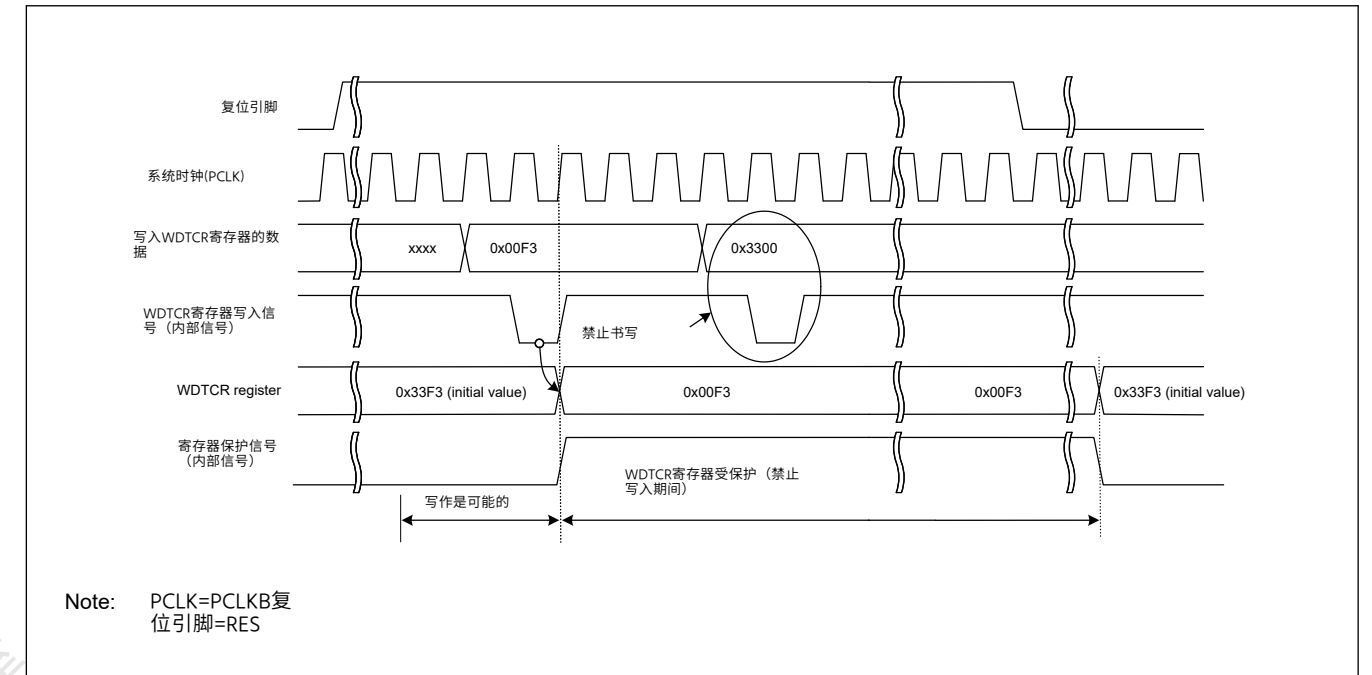 复位引脚
系统时钟(PCLK)
写入WDTCR寄存器的数
据
xxxx
0x00F3
0x3300
WDTCR寄存器写入信
号（内部信号）
禁止书写
WDTCR register
0x33F3 (initial value)
0x00F3
0x00F3
0x33F3 (initial value)
寄存器保护信号
（内部信号）
WDTCR寄存器受保护（禁止
写入期间）
写作是可能的
Note:
PCLK=PCLKB复
位引脚=RES